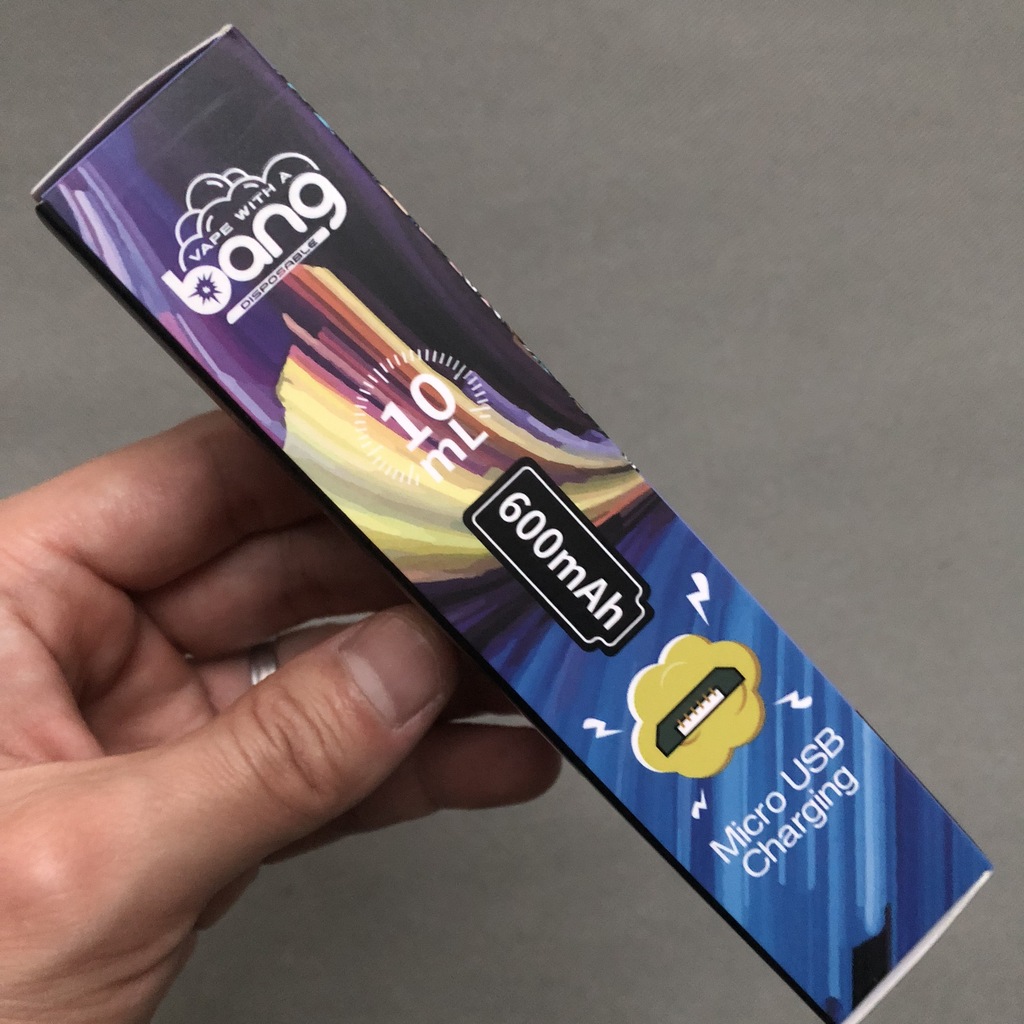 VAPE WITH A
bang
DISPOSABLE
10
mL
600mAh
Micro USB
Charging